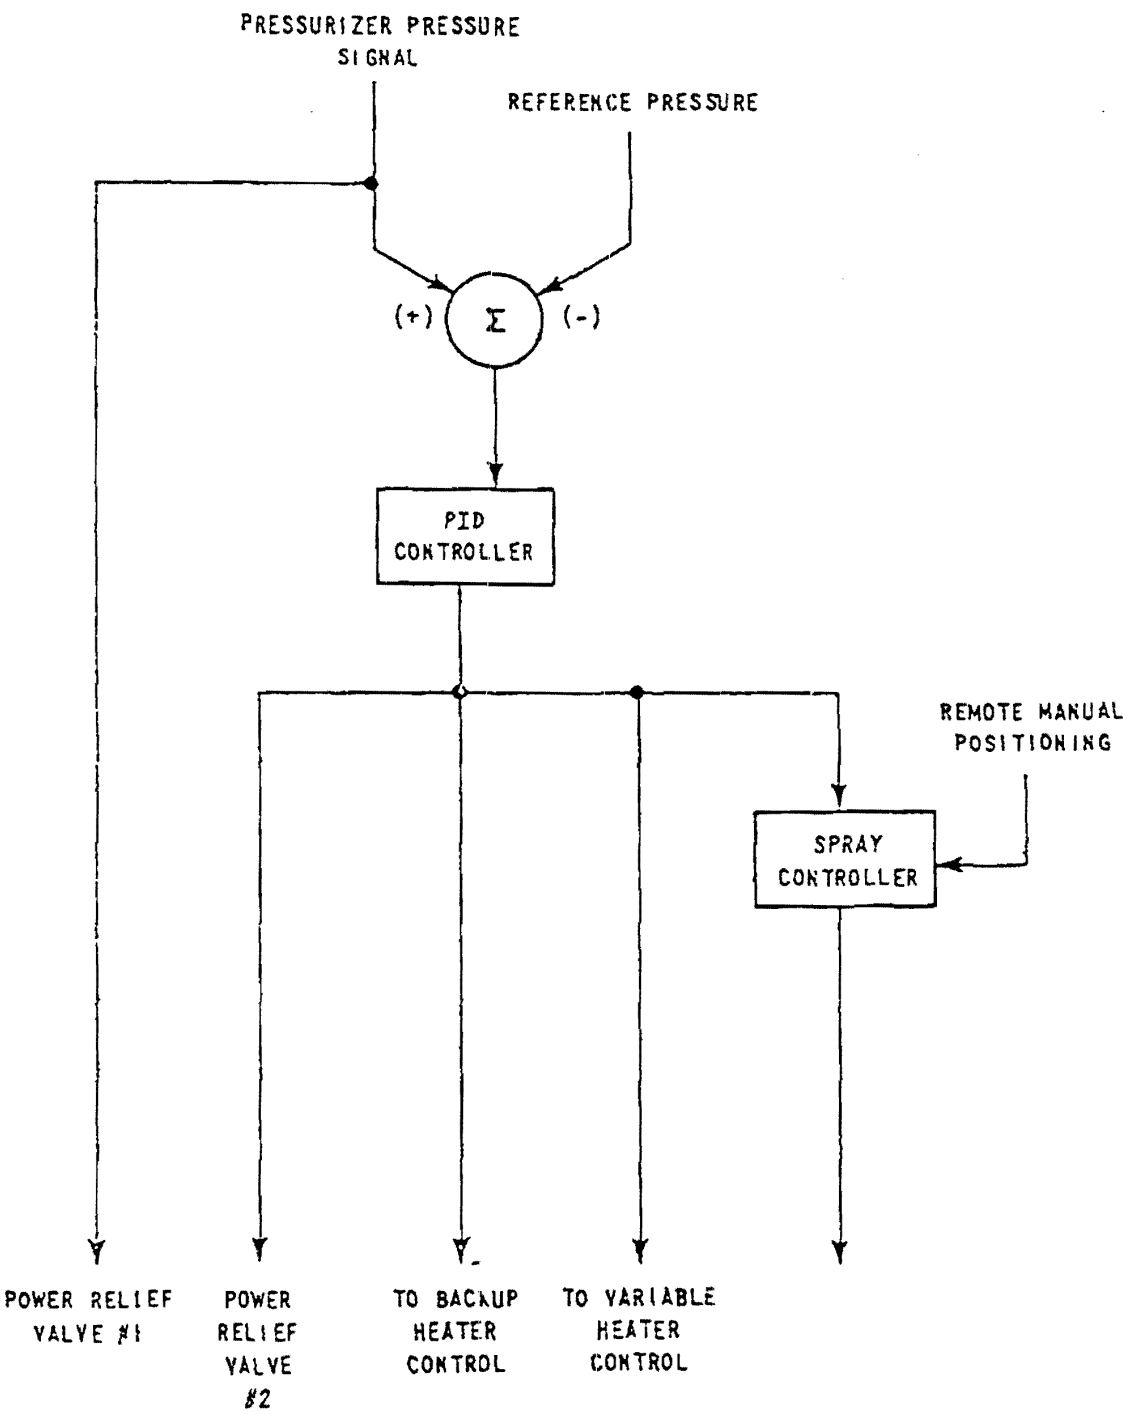 PRESSURIZER PRESSURE
SIGNAL
REFERENCE PRESSURE
(+)
Σ
(-)
PID
CONTROLLER
REMOTE MANUAL
POSITIONING
SPRAY
CONTROLLER
POWER RELIEF
VALVE #1
POWER
RELIEF
VALVE
#2
TO BACKUP
HEATER
CONTROL
TO VARIABLE
HEATER
CONTROL